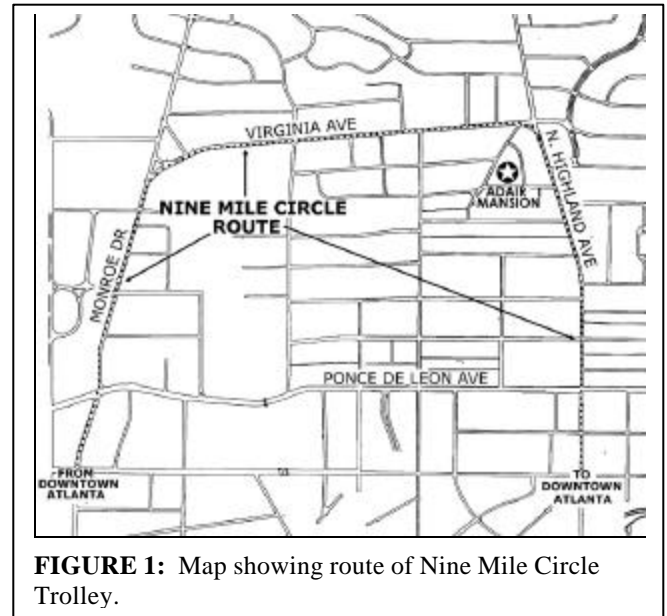 VIRGINIA AVE
N. HIGHLAND AVE
ADAIR
MANSION
NINE MILE CIRCLE
ROUTE
MONROE DR
PONCE DE LEON AVE
FROM
DOWNTOWN
ATLANTA
TO
DOWNTOWN
ATLANTA
FIGURE 1: Map showing route of Nine Mile Circle
Trolley.